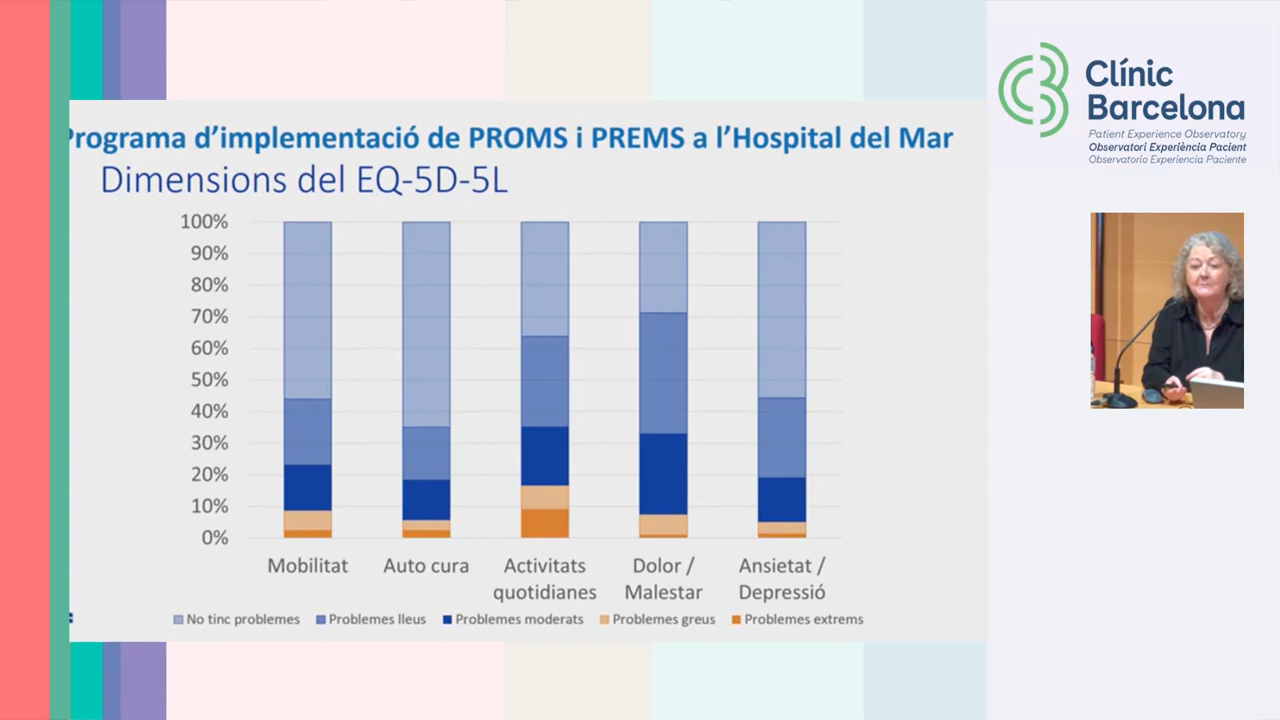 Programa d'implementació de PROMS i PREMS a l'Hospital del Mar
Dimensions del EQ-5D-5L
100%
90%
80%
70%
60%
50%
40%
30%
20%
10%
0%
Mobilitat
Auto cura
Activitats
quotidianes
Dolor /
Malestar
Ansietat /
Depressió
No tinc problemes
Problemes lleus
Problemes moderats
Problemes greus
Problemes extrems
Clínic
Barcelona
Patient Experience Observatory
Observatori Experiència Pacient
Observatorio Experiencia Paciente